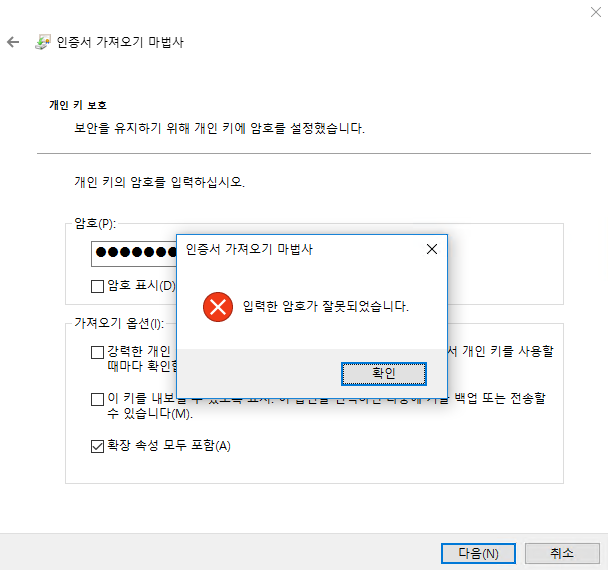 인증서 가져오기 마법사
개인 키 보호
보안을 유지하기 위해 개인 키에 암호를 설정했습니다.
개인 키의 암호를 입력하십시오.
암호(P):
암호 표시(D)
인증서 가져오기 마법사
입력한 암호가 잘못되었습니다.
확인
가져오기 옵션(I):
강력한 개인 서 개인 키를 사용할
때마다 확인
이 키를 내보 백업 또는 전송할
수 있습니다(M).
확장 속성 모두 포함(A)
다음(N)
취소